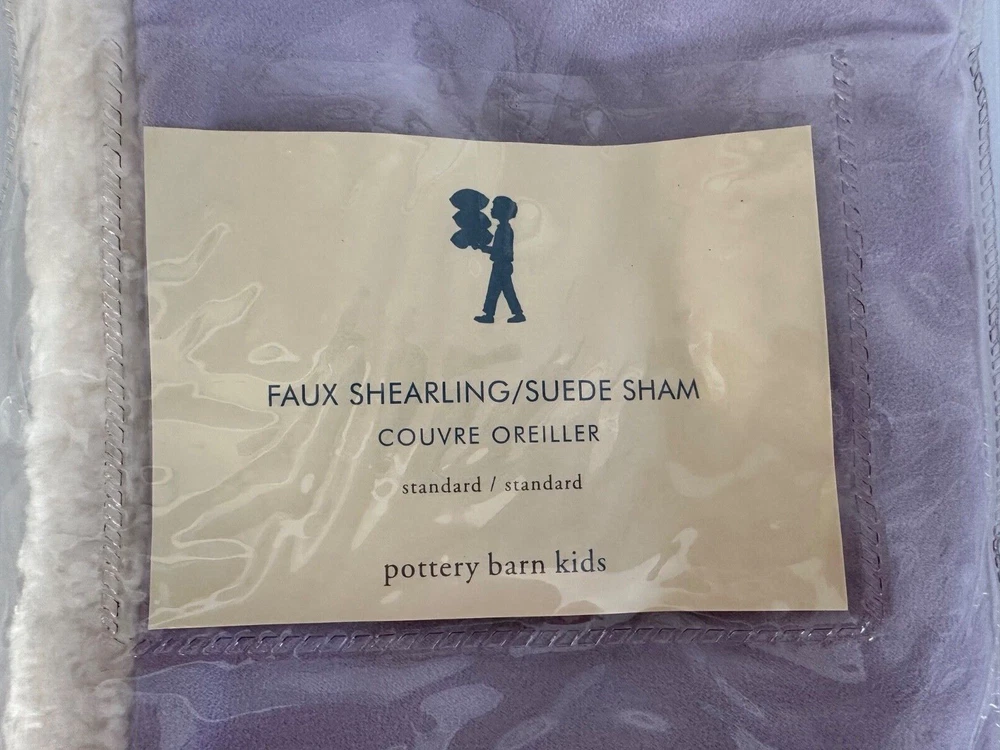 FAUX SHEARLING/SUEDE SHAM
COUVRE OREILLER
standard / standard
pottery barn kids